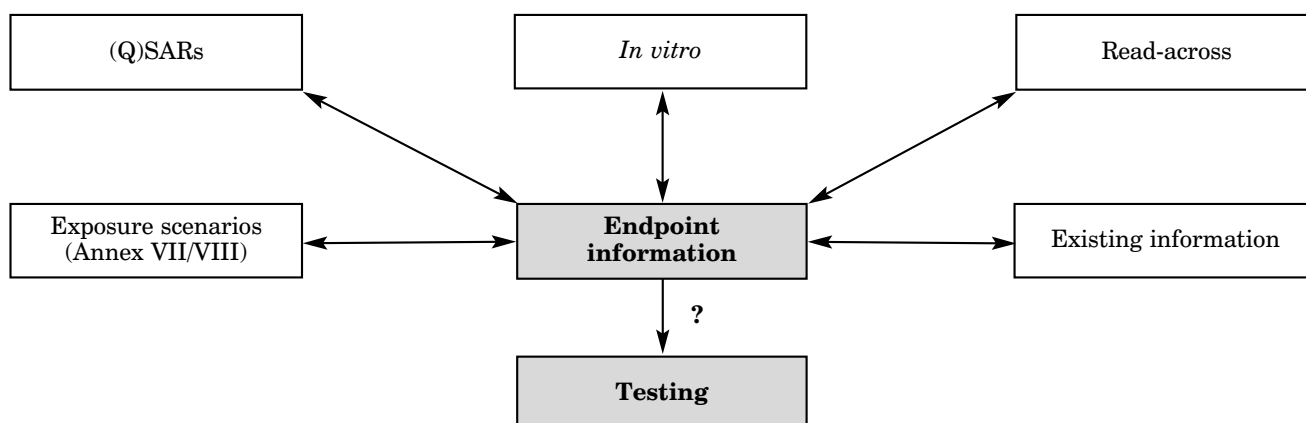 (Q)SARs
In vitro
Read-across
Exposure scenarios
(Annex VII/VIII)
Endpoint
information
Existing information
?
Testing